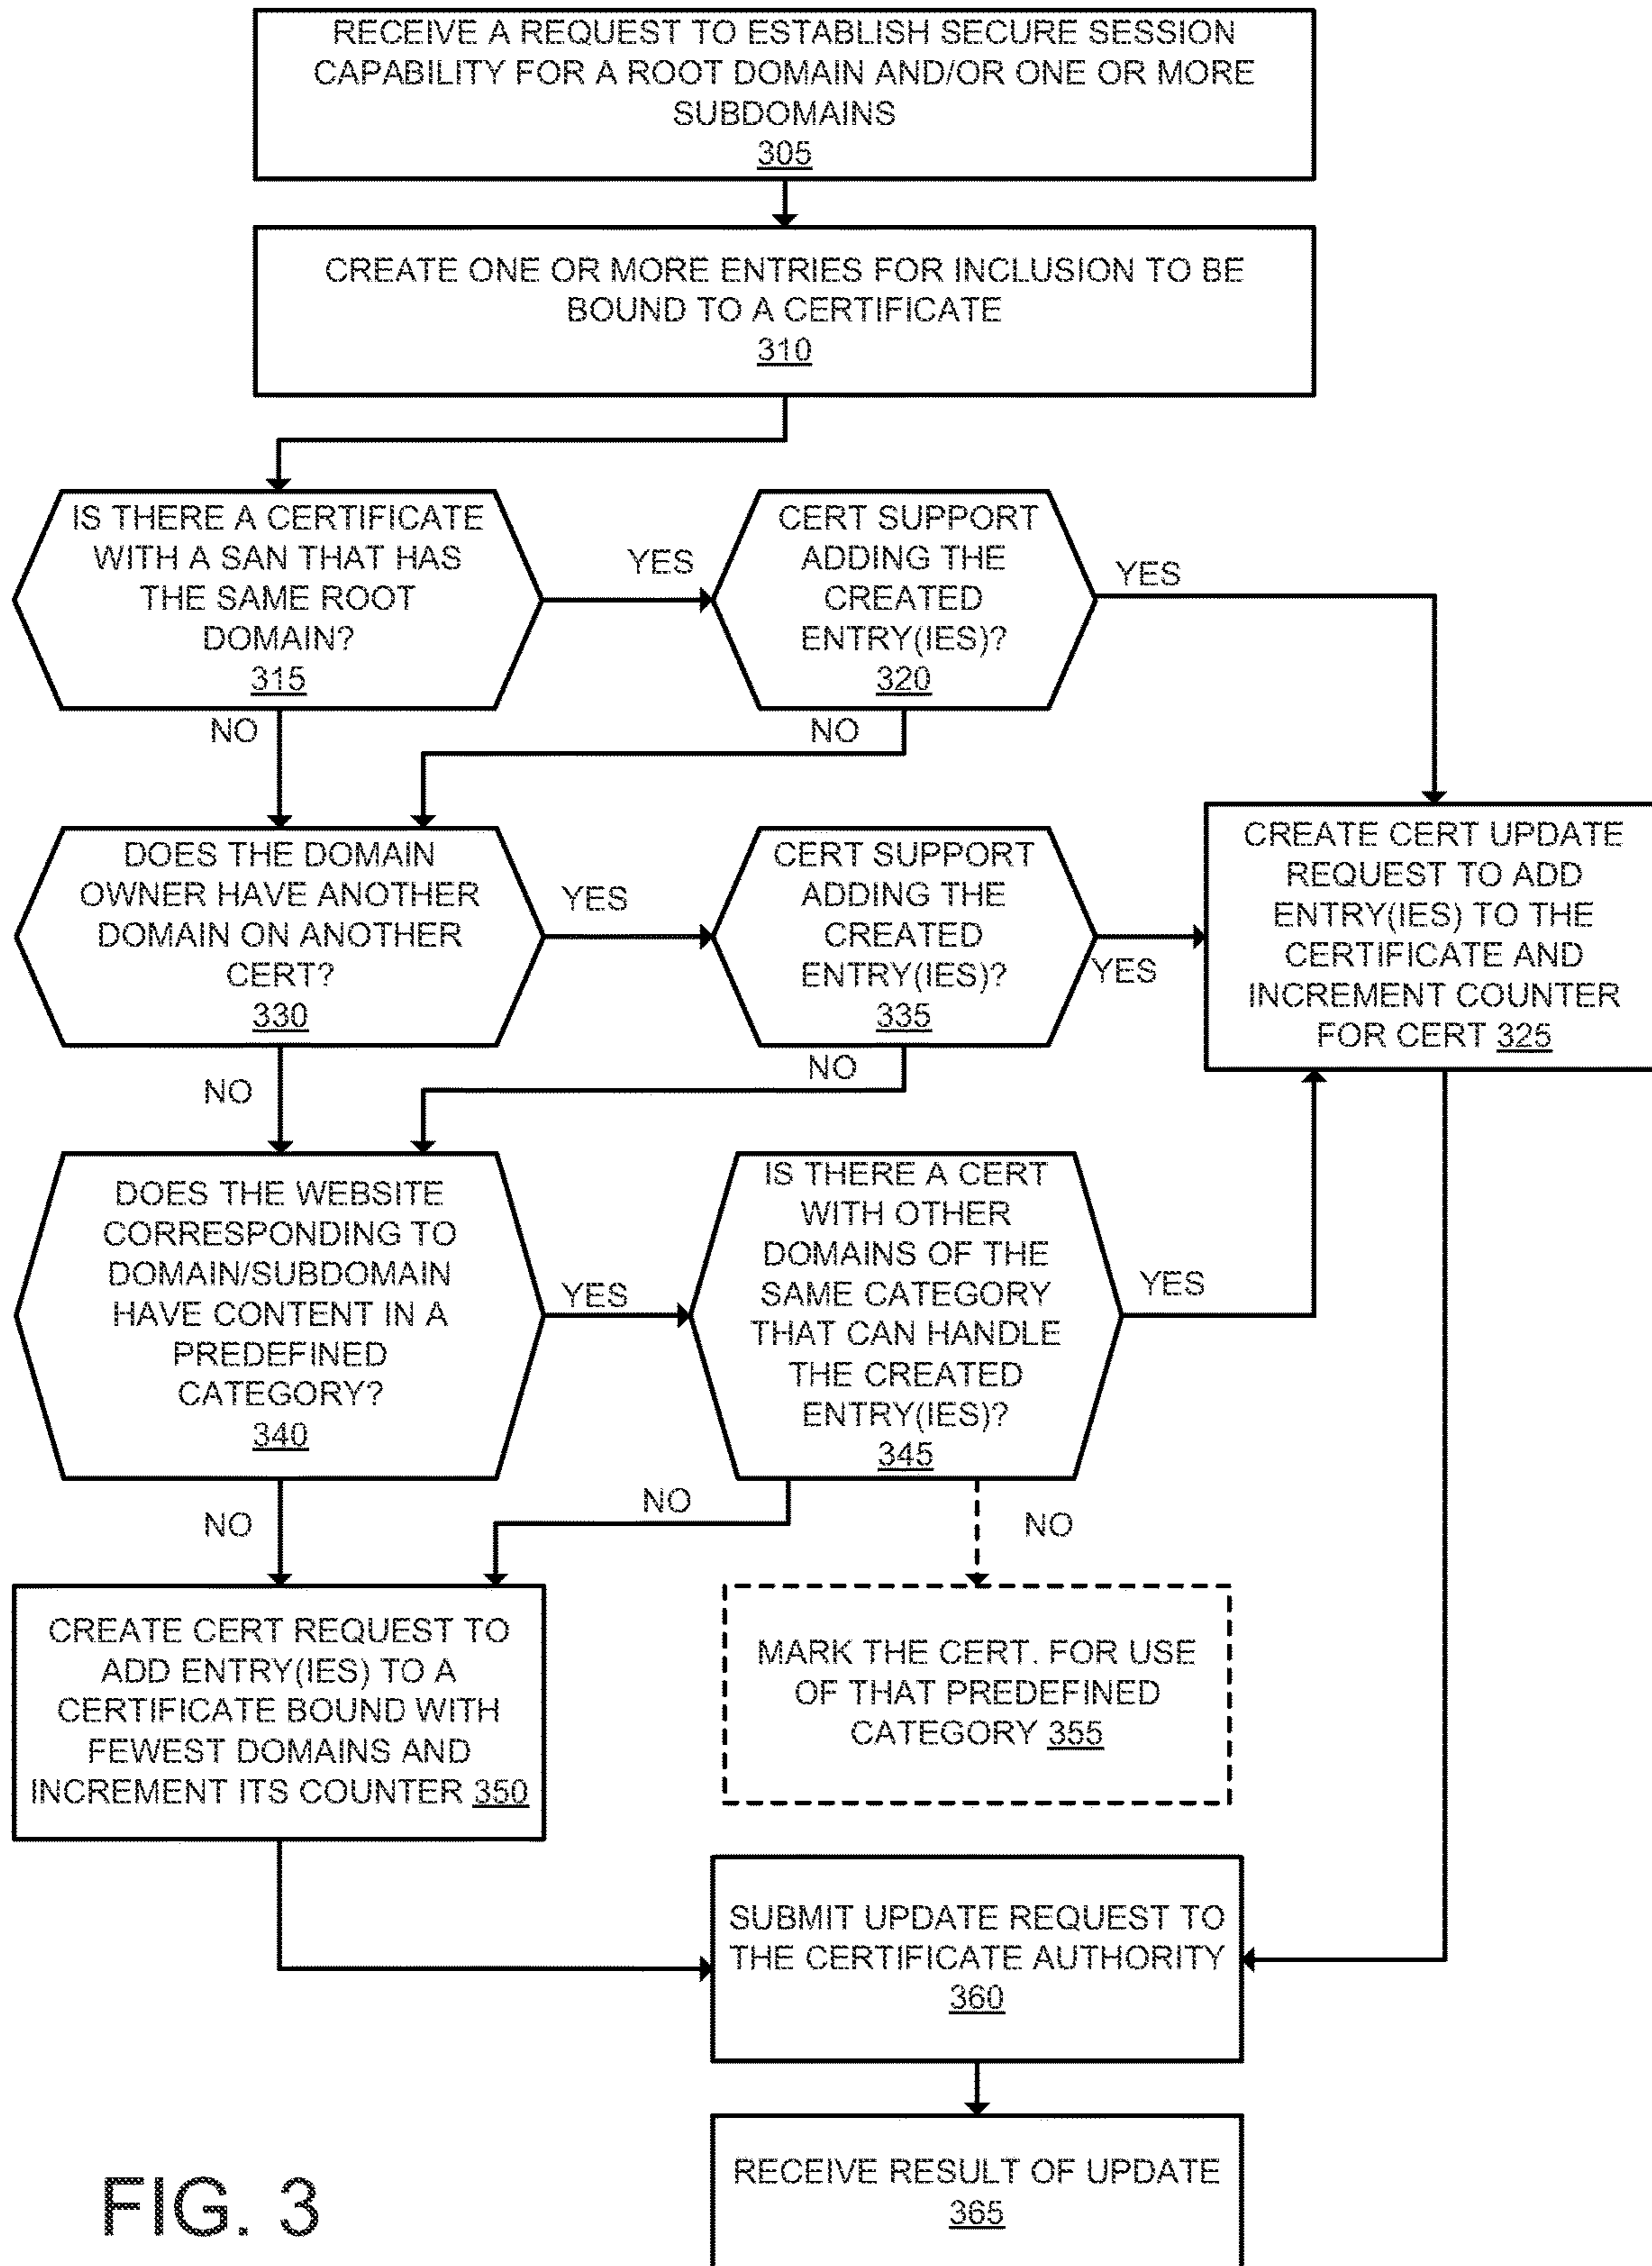 RECEIVE A REQUEST TO ESTABLISH SECURE SESSION
CAPABILITY FOR A ROOT DOMAIN AND/OR ONE OR MORE
SUBDOMAINS
305
CREATE ONE OR MORE ENTRIES FOR INCLUSION TO BE
BOUND TO A CERTIFICATE
310
IS THERE A CERTIFICATE
WITH A SAN THAT HAS
THE SAME ROOT
DOMAIN?
315
YES
CERT SUPPORT
ADDING THE
CREATED
ENTRY(IES)?
320
YES
NO
NO
DOES THE DOMAIN
OWNER HAVE ANOTHER
DOMAIN ON ANOTHER
CERT?
330
YES
CERT SUPPORT
ADDING THE
CREATED
ENTRY(IES)?
335
YES
CREATE CERT UPDATE
REQUEST TO ADD
ENTRY(IES) TO THE
CERTIFICATE AND
INCREMENT COUNTER
FOR CERT 325
NO
NO
DOES THE WEBSITE
CORRESPONDING TO
DOMAIN/SUBDOMAIN
HAVE CONTENT IN A
PREDEFINED
CATEGORY?
340
YES
IS THERE A CERT
WITH OTHER
DOMAINS OF THE
SAME CATEGORY
THAT CAN HANDLE
THE CREATED
ENTRY(IES)?
345
YES
NO
NO
NO
CREATE CERT REQUEST TO
ADD ENTRY(IES) TO A
CERTIFICATE BOUND WITH
FEWEST DOMAINS AND
INCREMENT ITS COUNTER 350
MARK THE CERT. FOR USE
OF THAT PREDEFINED
CATEGORY 355
SUBMIT UPDATE REQUEST TO
THE CERTIFICATE AUTHORITY
360
RECEIVE RESULT OF UPDATE
365
FIG. 3